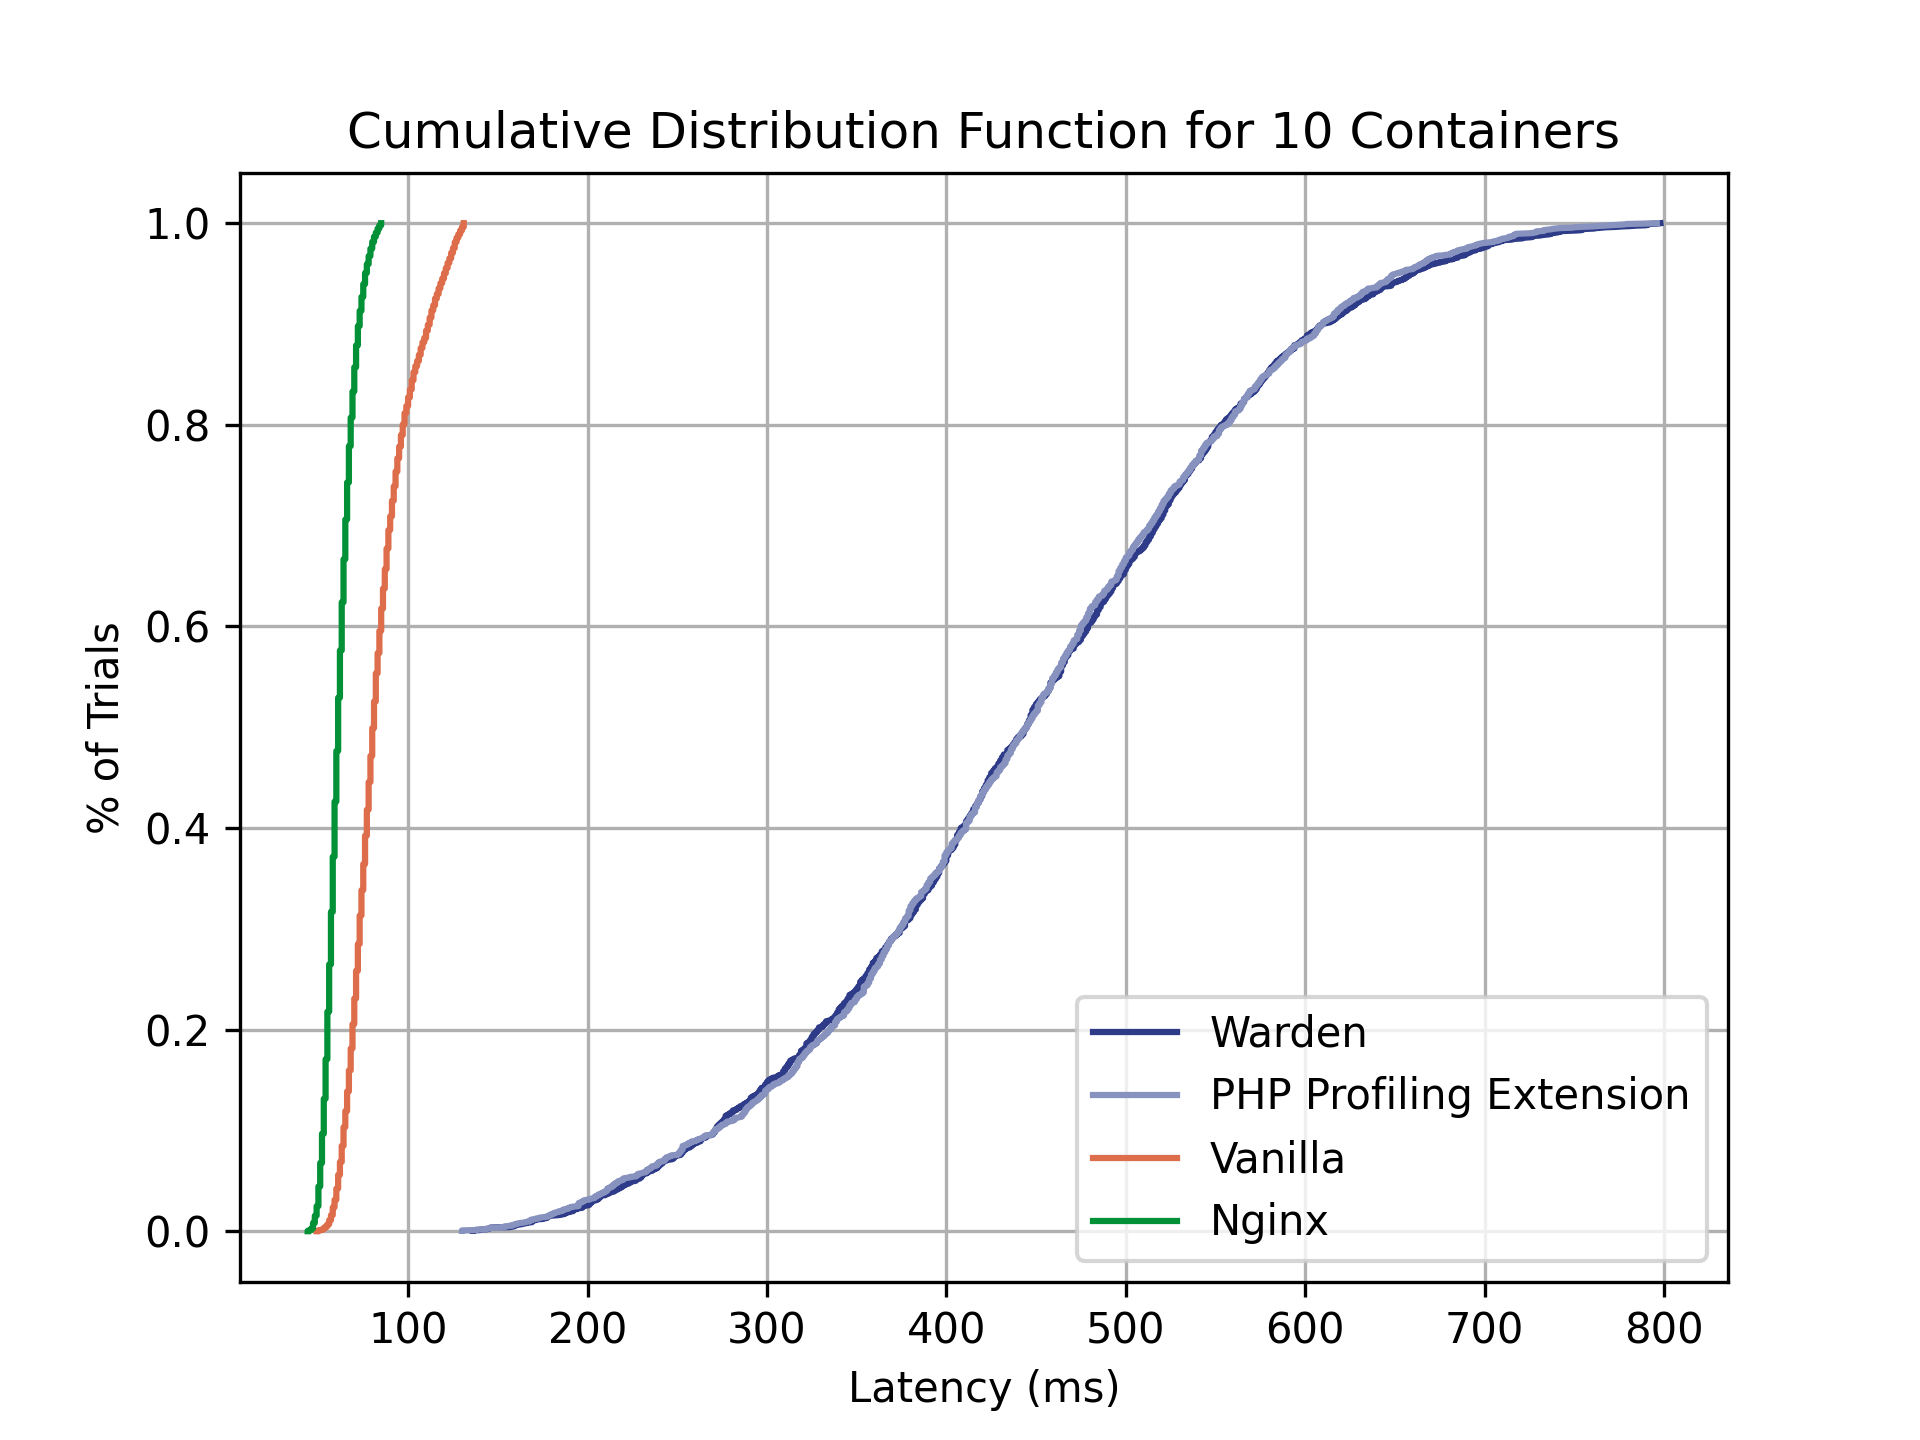 Cumulative Distribution Function for 10 Containers
1.0
0.8
0.6
0.4
0.2
0.0
% of Trials
Warden
PHP Profiling Extension
Vanilla
Nginx
100 200 300 400 500 600 700 800
Latency (ms)